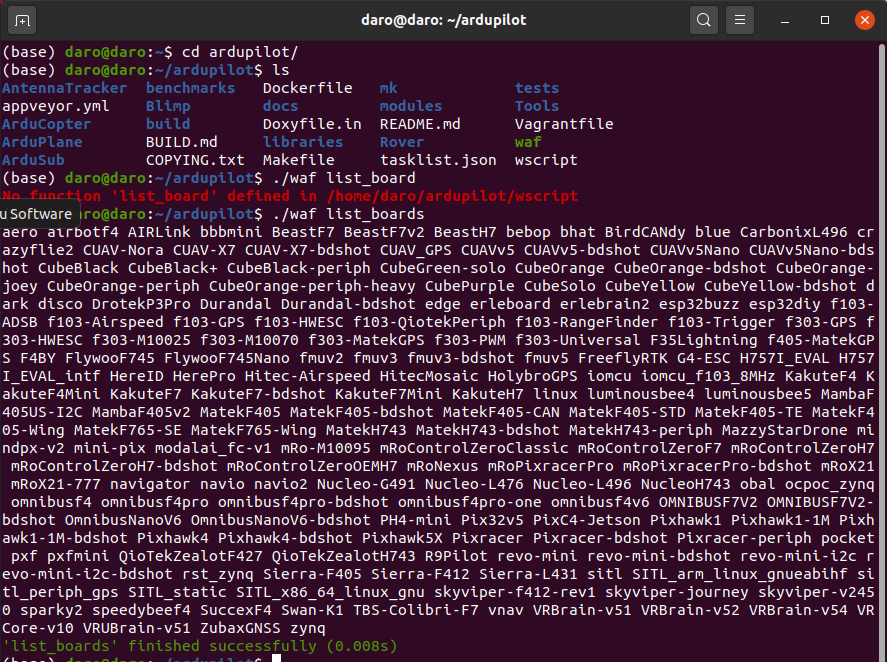 daro@daro: ~/ardupilot
(base) daro@daro:~$ cd ardupilot/
(base) daro@daro:~/ardupilot$ ls
AntennaTracker benchmarks Dockerfile mk tests
appveyor.yml Blimp docs modules Tools
ArduCopter build Doxyfile.in README.md Vagrantfile
ArduPlane BUILD.md libraries Rover waf
ArduSub COPYING.txt Makefile tasklist.json wscript
(base) daro@daro:~/ardupilot$ ./waf list_board
No function 'list_board' defined in /home/daro/ardupilot/wscript
u Software ro@daro:~/ardupilot$ ./waf list_boards
aero airbotf4 AIRLink bbbmini BeastF7 BeastF7v2 BeastH7 bebop bhat BirdCANdy blue CarbonixL496 cr
azyflie2 CUAV-Nora CUAV-X7 CUAV-X7-bdshot CUAV_GPS CUAVv5 CUAVv5-bdshot CUAVv5Nano CUAVv5Nano-bds
hot CubeBlack CubeBlack+ CubeBlack-periph CubeGreen-solo CubeOrange CubeOrange-bdshot CubeOrange-
joey CubeOrange-periph CubeOrange-periph-heavy CubePurple CubeSolo CubeYellow CubeYellow-bdshot d
ark disco DrotekP3Pro Durandal Durandal-bdshot edge erleboard erlebrain2 esp32buzz esp32diy f103-
ADSB f103-Airspeed f103-GPS f103-HWESC f103-QiotekPeriph f103-RangeFinder f103-Trigger f303-GPS f
303-HWESC f303-M10025 f303-M10070 f303-MatekGPS f303-PWM f303-Universal F35Lightning f405-MatekGP
S F4BY FlywooF745 FlywooF745Nano fmuv2 fmuv3 fmuv3-bdshot fmuv5 FreeflyRTK G4-ESC H757I_EVAL H757
I_EVAL_intf HereID HerePro Hitec-Airspeed HitecMosaic HolybroGPS iomcu iomcu_f103_8MHz KakuteF4 K
akuteF4Mini KakuteF7 KakuteF7-bdshot KakuteF7Mini KakuteH7 linux luminousbee4 luminousbee5 MambaF
405US-I2C MambaF405v2 MatekF405 MatekF405-bdshot MatekF405-CAN MatekF405-STD MatekF405-TE MatekF4
05-Wing MatekF765-SE MatekF765-Wing MatekH743 MatekH743-bdshot MatekH743-periph MazzyStarDrone mi
ndpx-v2 mini-pix modalai_fc-v1 mRo-M10095 mRoControlZeroClassic mRoControlZeroF7 mRoControlZeroH7
mRoControlZeroH7-bdshot mRoControlZeroOEMH7 mRoNexus mRoPixracerPro mRoPixracerPro-bdshot mRoX21
mRoX21-777 navigator navio navio2 Nucleo-G491 Nucleo-L476 Nucleo-L496 NucleoH743 obal ocpoc_zynq
omnibusf4 omnibusf4pro omnibusf4pro-bdshot omnibusf4pro-one omnibusf4v6 OMNIBUSF7V2 OMNIBUSF7V2-
bdshot OmnibusNanoV6 OmnibusNanoV6-bdshot PH4-mini Pix32v5 PixC4-Jetson Pixhawk1 Pixhawk1-1M Pixh
awk1-1M-bdshot Pixhawk4 Pixhawk4-bdshot Pixhawk5X Pixracer Pixracer-bdshot Pixracer-periph pocket
pxf pxfmini QioTekZealotF427 QioTekZealotH743 R9Pilot revo-mini revo-mini-bdshot revo-mini-i2c r
evo-mini-i2c-bdshot rst_zynq Sierra-F405 Sierra-F412 Sierra-L431 sitl SITL_arm_linux_gnueabihf si
tl_periph_gps SITL_static SITL_x86_64_linux_gnu skyviper-f412-rev1 skyviper-journey skyviper-v245
0 sparky2 speedybeef4 SuccexF4 Swan-K1 TBS-Colibri-F7 vnav VRBrain-v51 VRBrain-v52 VRBrain-v54 VR
Core-v10 VRUBrain-v51 ZubaxGNSS zynq
'list_boards' finished successfully (0.008s)
(base) daro@daro:~/ardupilot$